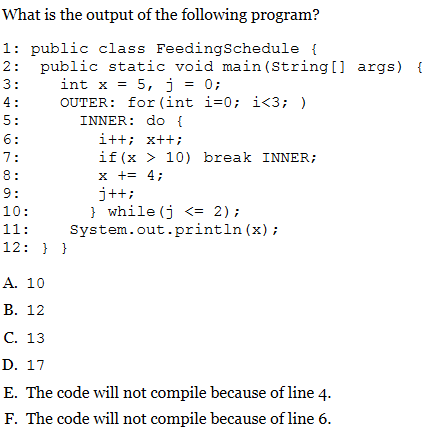 What is the output of the following program?
1: public class FeedingSchedule {
2:   public static void main(String[] args) {
3:     int x = 5, j = 0;
4:     OUTER: for(int i=0; i<3; )
5:       INNER: do {
6:         i++; x++;
7:         if(x > 10) break INNER;
8:         x += 4;
9:         j++;
10:       } while(j <= 2);
11:     System.out.println(x);
12: } }
A. 10
B. 12
C. 13
D. 17
E. The code will not compile because of line 4.
F. The code will not compile because of line 6.